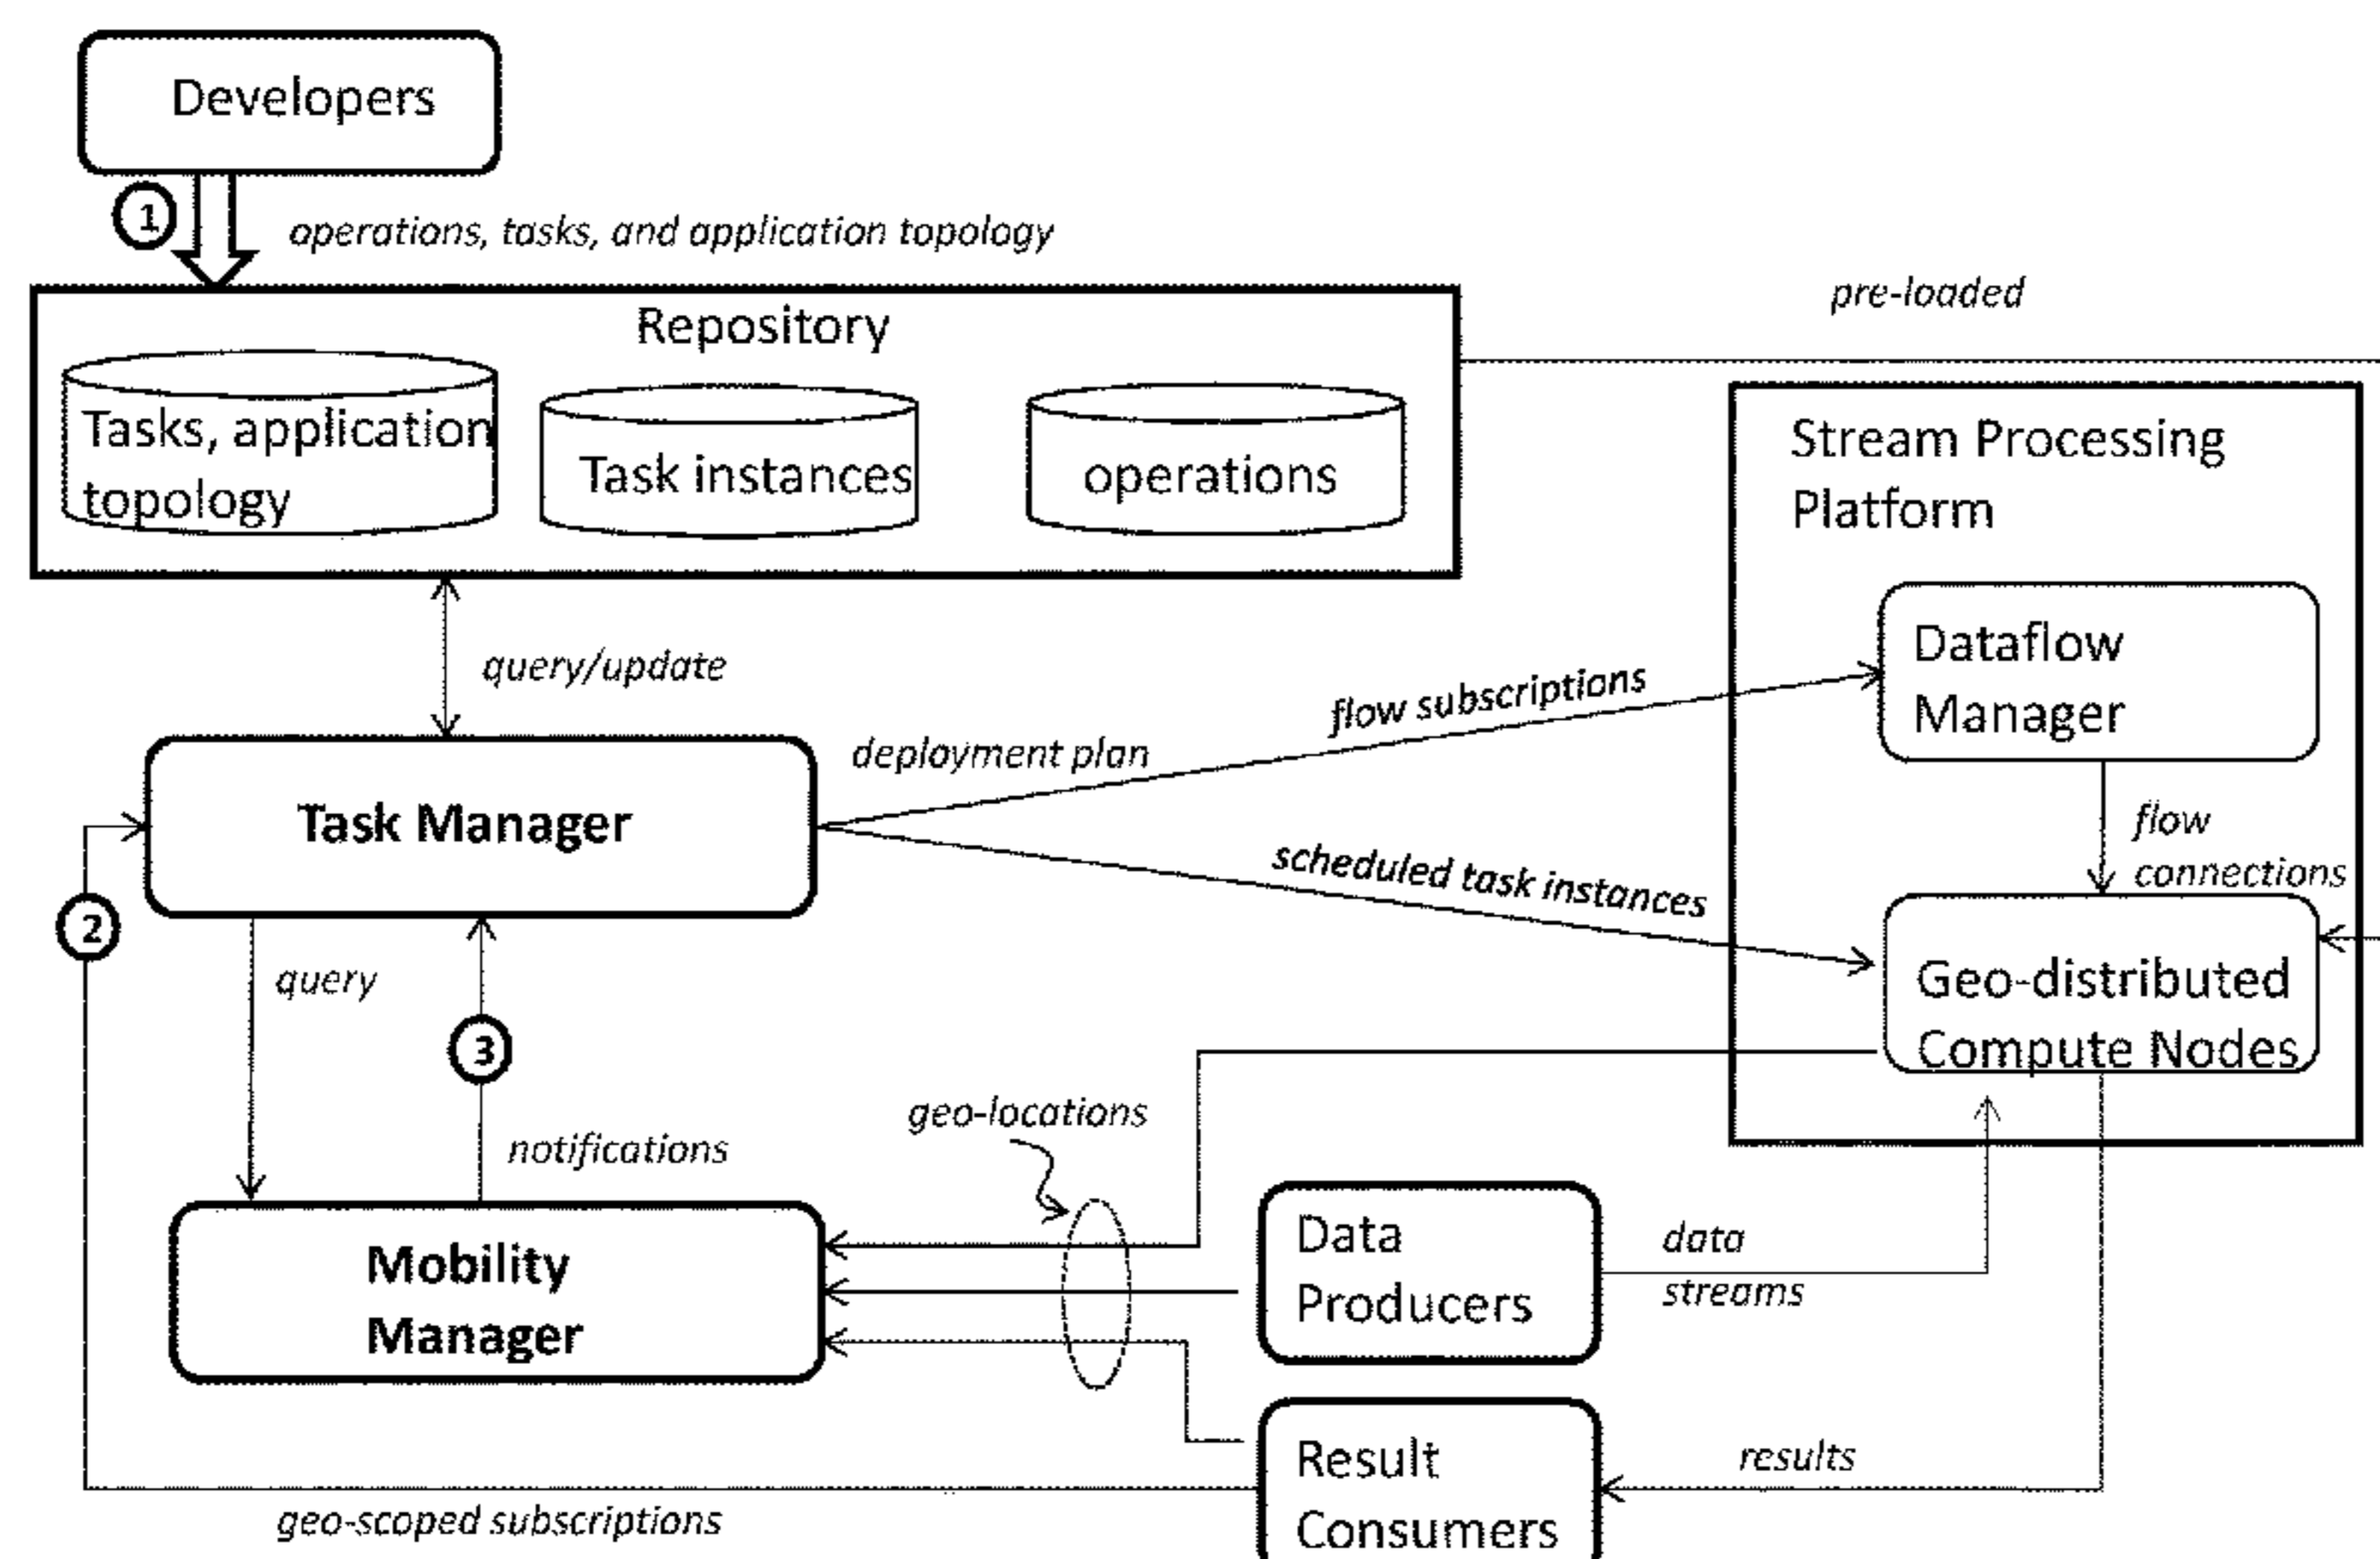 Developers
1
operations, tasks, and application topology
Repository
pre-loaded
Tasks, application
topology
Task instances
operations
Stream Processing
Platform
query/update
Dataflow
Manager
flow subscriptions
deployment plan
Task Manager
flow
connections
scheduled task instances
2
query
Geo-distributed
Compute Nodes
3
geo-locations
notifications
Mobility
Manager
Data
Producers
data
streams
Result
Consumers
results
geo-scoped subscriptions